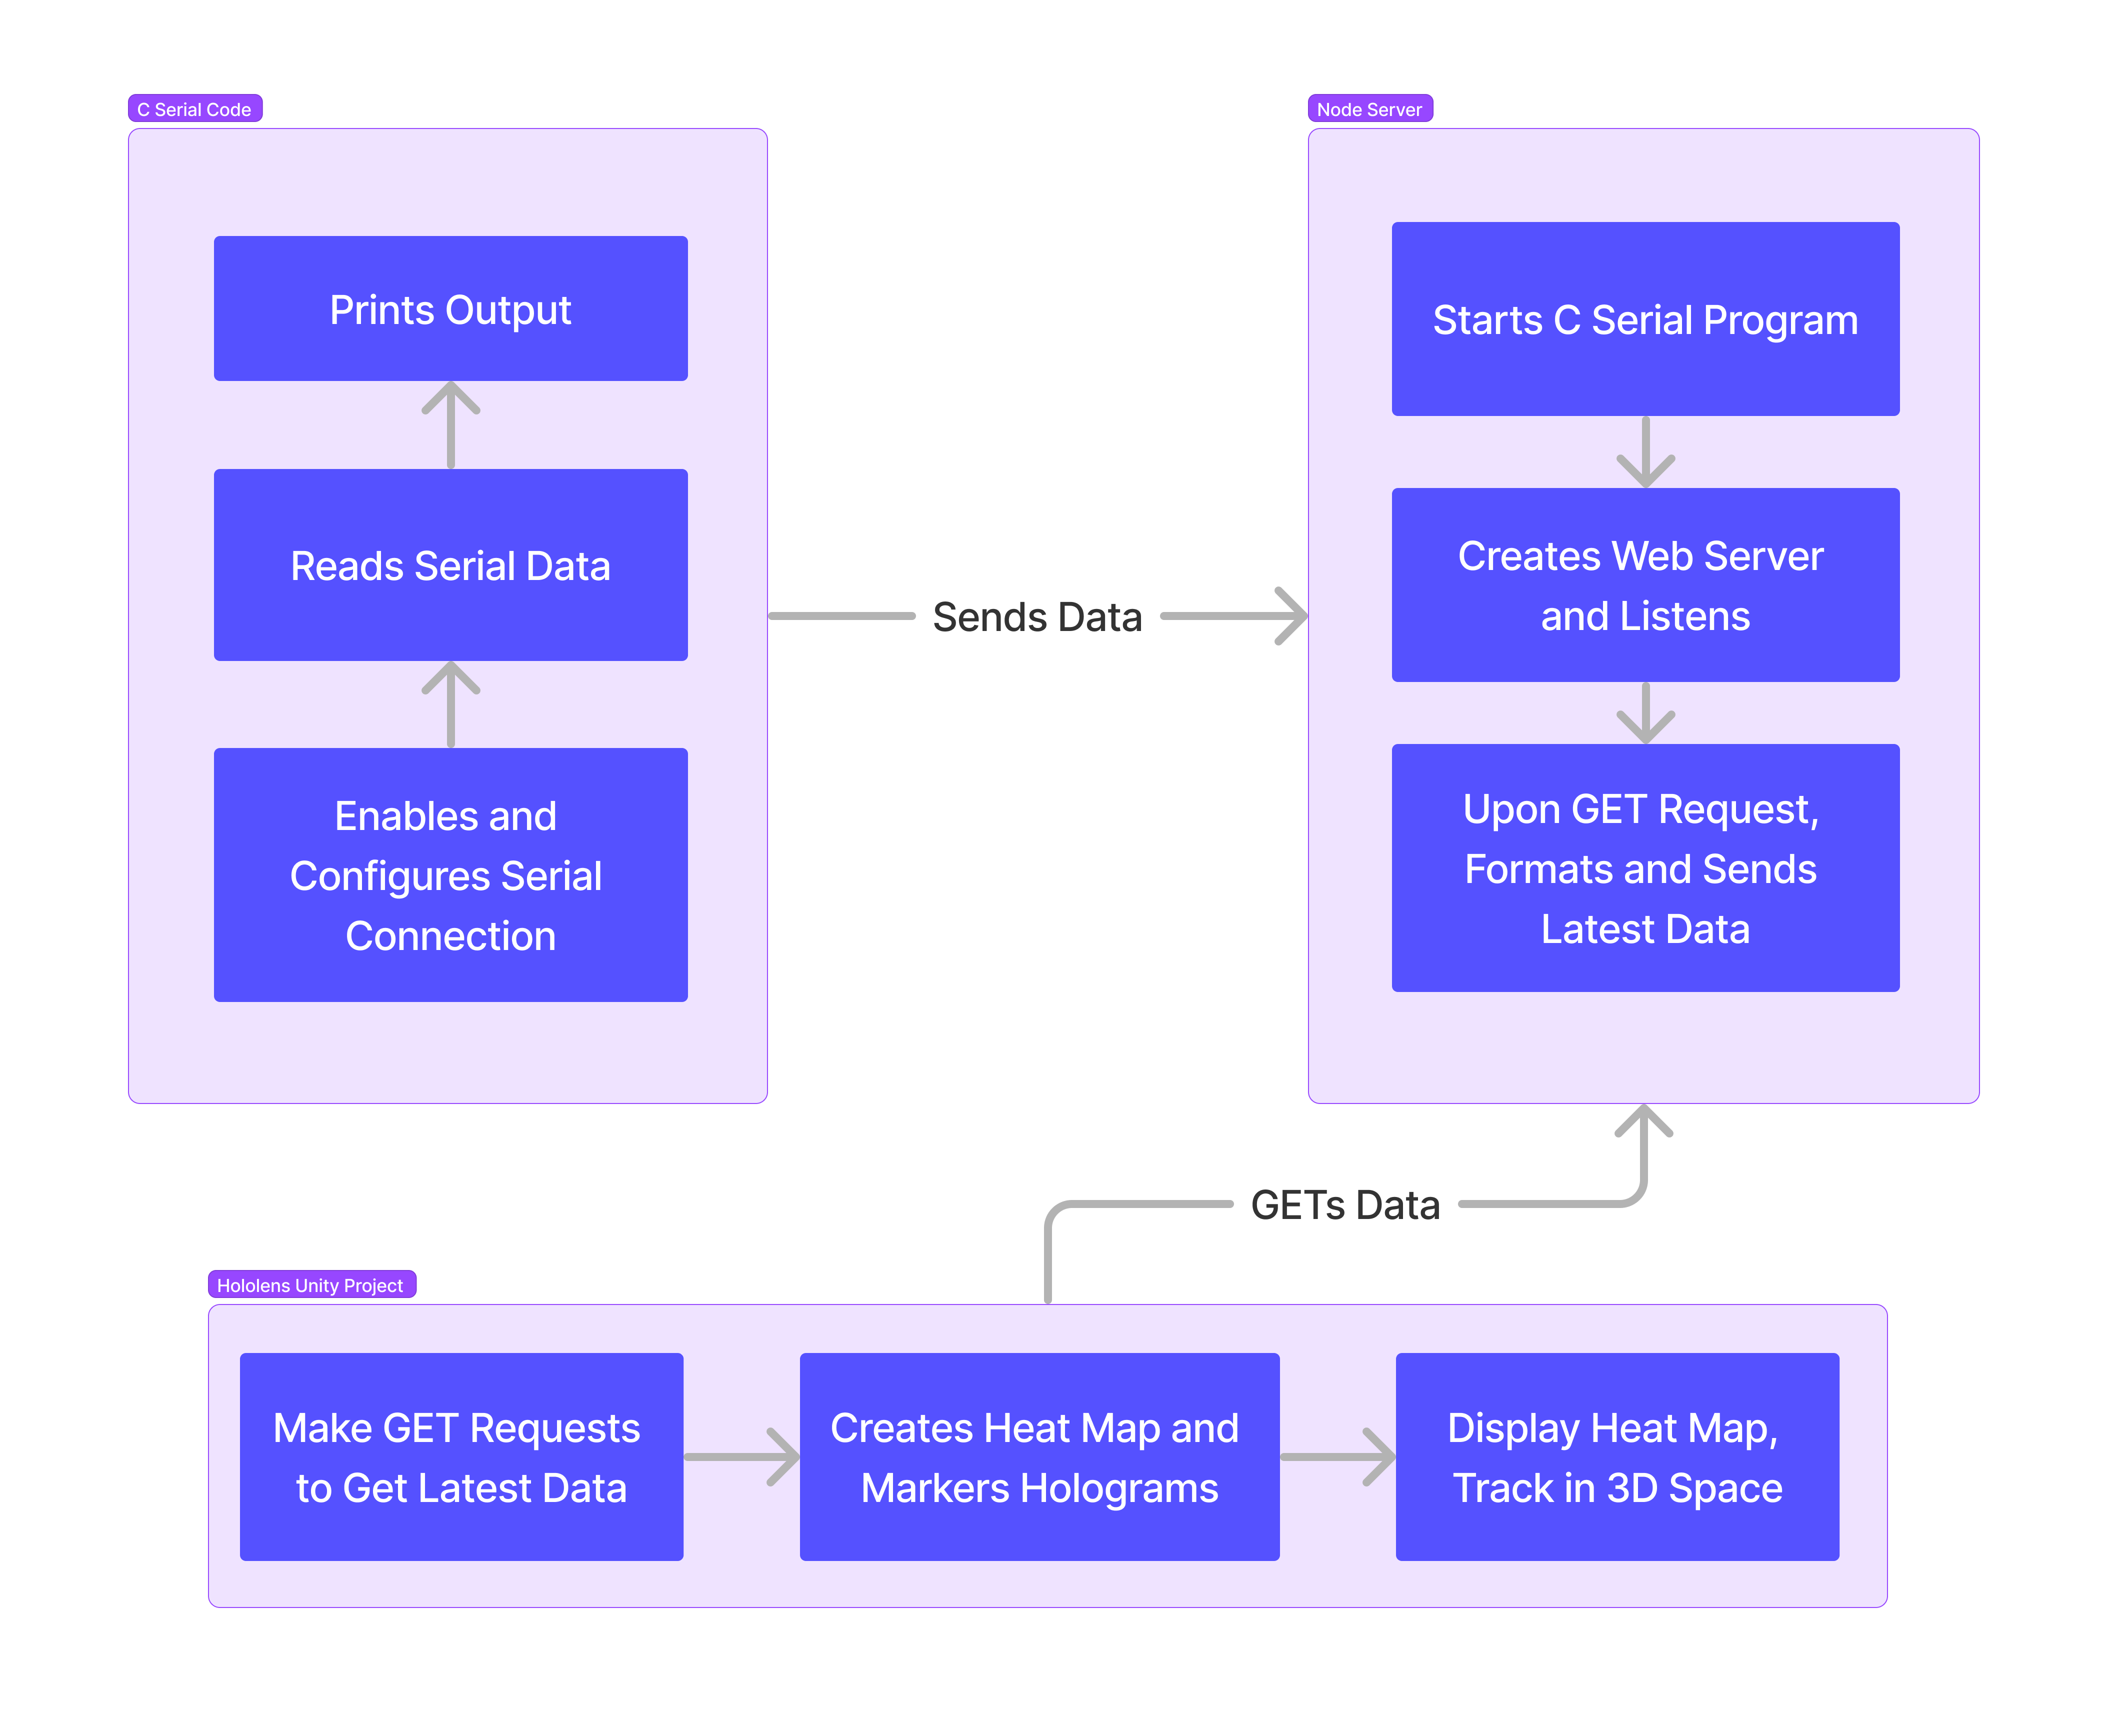 C Serial Code
Prints Output
Reads Serial Data
Enables and
Configures Serial
Connection
Sends Data
Node Server
Starts C Serial Program
Creates Web Server
and Listens
Upon GET Request,
Formats and Sends
Latest Data
GETs Data
Hololens Unity Project
Make GET Requests
to Get Latest Data
Creates Heat Map and
Markers Holograms
Display Heat Map,
Track in 3D Space